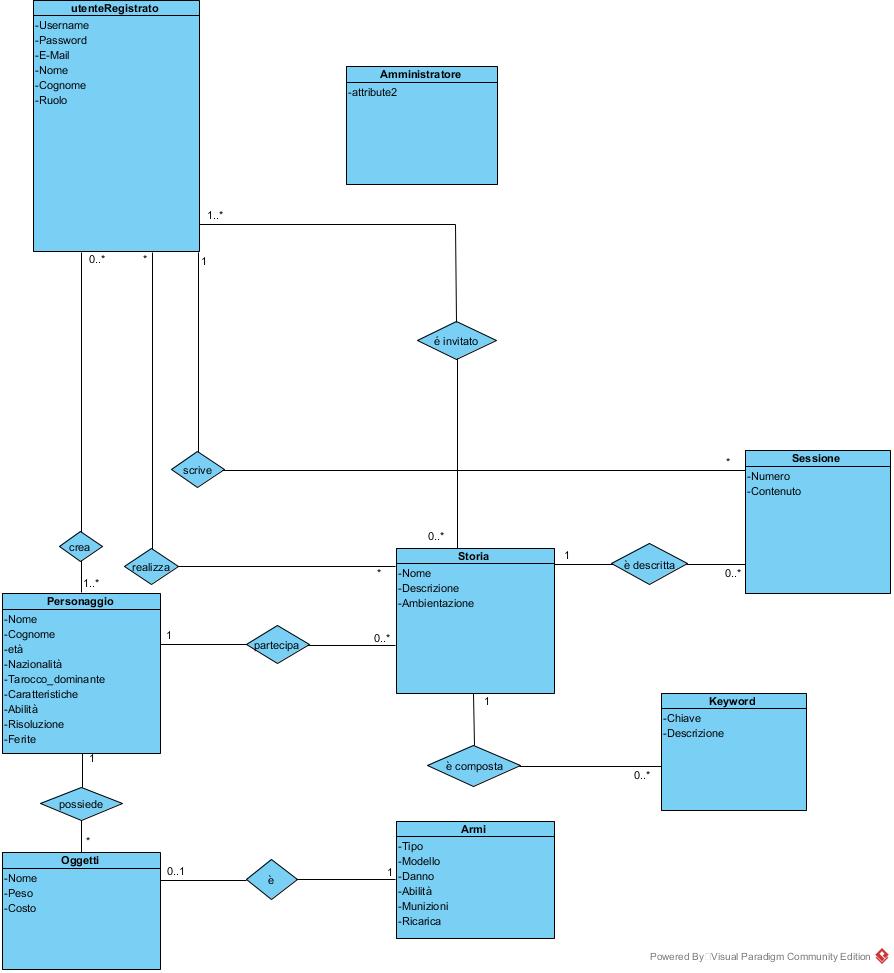 utenteRegistrato
-Username
-Password
-E-Mail
-Nome
-Cognome
-Ruolo
Amministratore
-attribute2
1..*
0..*
*
1
é invitato
scrive
*
Sessione
-Numero
-Contenuto
crea
realizza
*
0..*
1..*
Storia
-Nome
-Descrizione
-Ambientazione
1
è descritta
0..*
Personaggio
-Nome
-Cognome
-età
-Nazionalità
-Tarocco_dominante
-Caratteristiche
-Abilità
-Risoluzione
-Ferite
1
partecipa
0..*
1
è composta
0..*
Keyword
-Chiave
-Descrizione
1
possiede
*
Oggetti
-Nome
-Peso
-Costo
0..1
è
1
Armi
-Tipo
-Modello
-Danno
-Abilità
-Munizioni
-Ricarica
Powered By Visual Paradigm Community Edition